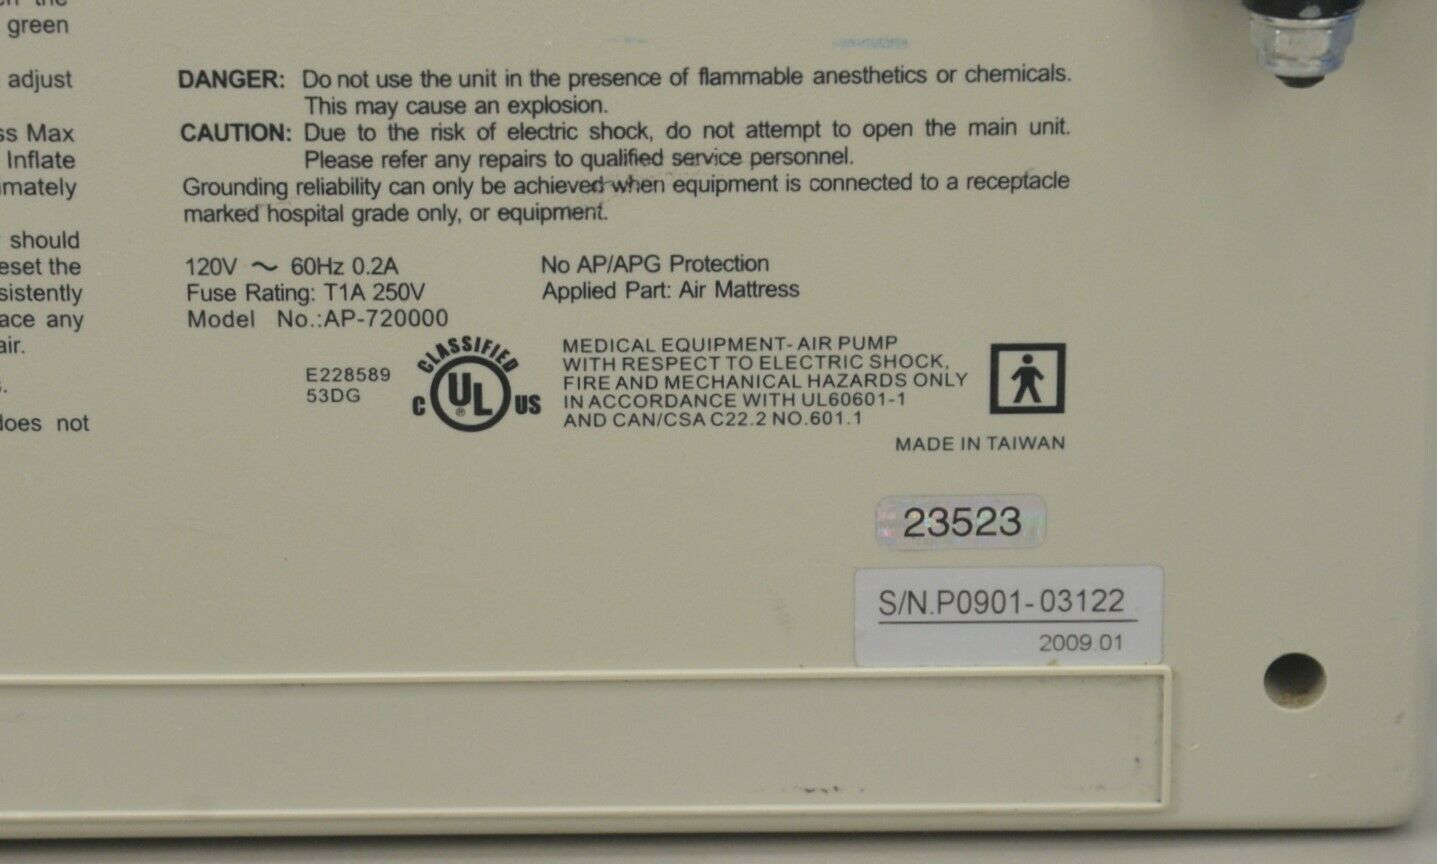 green
adjust
ss Max
Inflate
imately
should
eset the
sistently
ace any
air.
s.
does not
DANGER: Do not use the unit in the presence of flammable anesthetics or chemicals.
This may cause an explosion.
CAUTION: Due to the risk of electric shock, do not attempt to open the main unit.
Please refer any repairs to qualified service personnel.
Grounding reliability can only be achieved when equipment is connected to a receptacle
marked hospital grade only, or equipment.
120V ~ 60Hz 0.2A
Fuse Rating: T1A 250V
Model No.:AP-720000
No AP/APG Protection
Applied Part: Air Mattress
E228589
53DG
CLASSIFIED
C UL ® US
MEDICAL EQUIPMENT- AIR PUMP
WITH RESPECT TO ELECTRIC SHOCK,
FIRE AND MECHANICAL HAZARDS ONLY
IN ACCORDANCE WITH UL60601-1
AND CAN/CSA C22.2 NO.601.1
MADE IN TAIWAN
23523
S/N.P0901-03122
2009.01